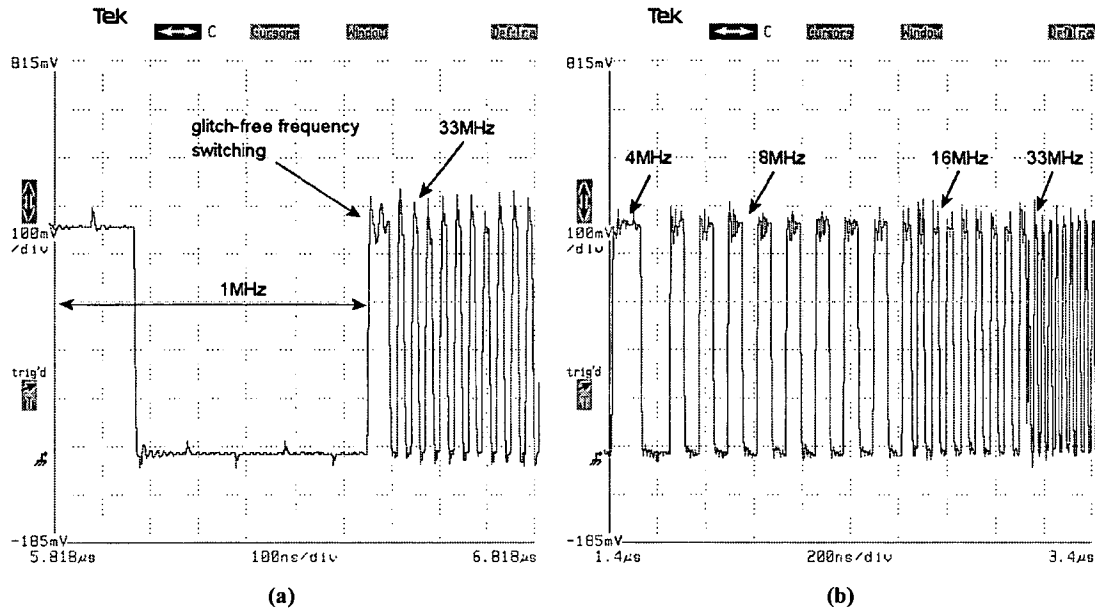 Tek
C Cursors Window
815mV
glitch-free frequency
switching
33MHz
100mV
/div
1MHz
trig'd
-185mV
5.818µs 100ns/div 6.818µs
(a)
Tek
C Cursors Window
815mV
4MHz 8MHz 16MHz 33MHz
100mV
/div
trig'd
-185mV
1.4µs 200ns/div 3.4µs
(b)